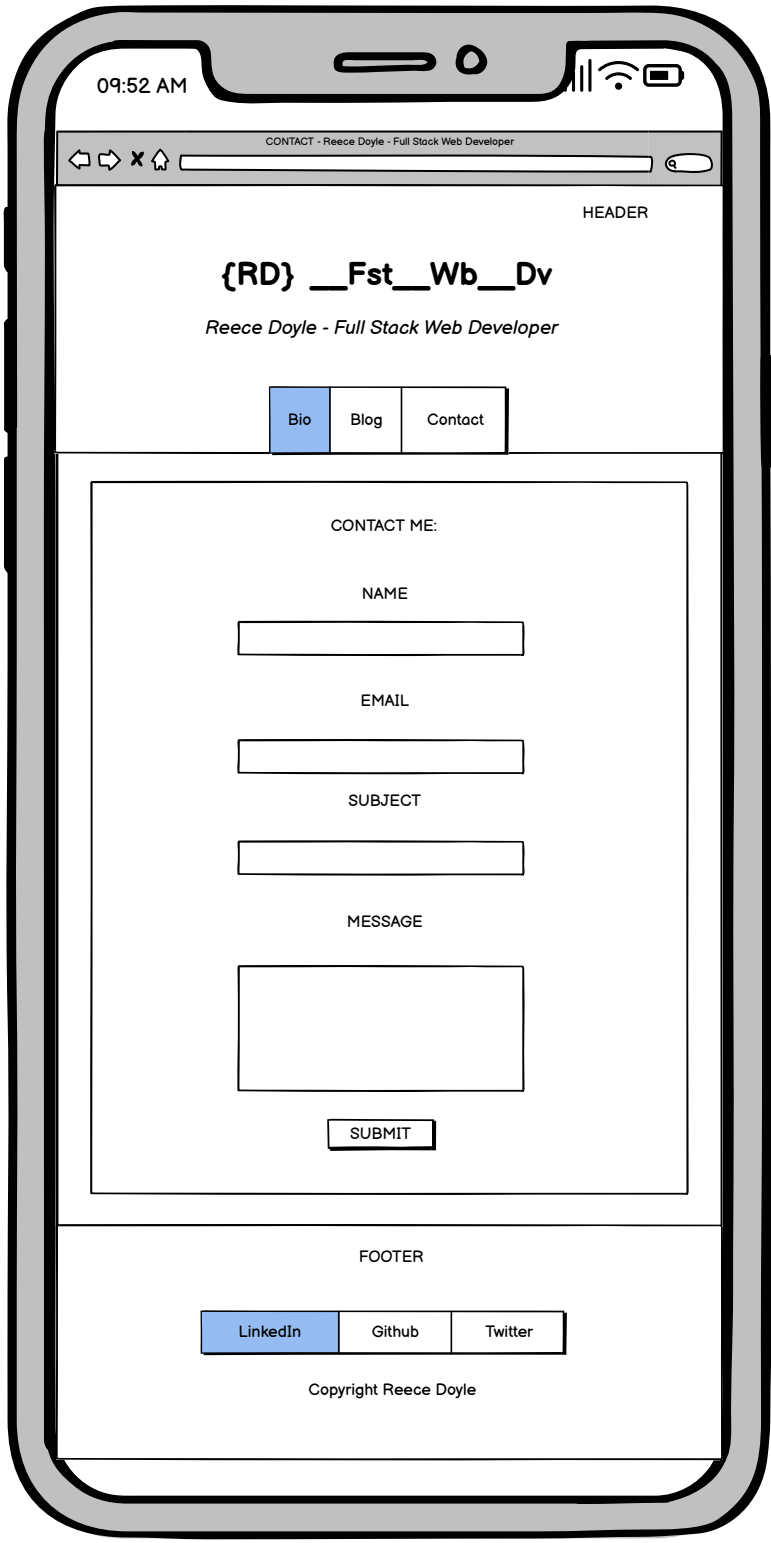 09:52 AM
CONTACT - Reece Doyle - Full Stack Web Developer
HEADER
{RD} __Fst__Wb__Dv
Reece Doyle - Full Stack Web Developer
Bio Blog Contact
CONTACT ME:
NAME
EMAIL
SUBJECT
MESSAGE
SUBMIT
FOOTER
LinkedIn Github Twitter
Copyright Reece Doyle